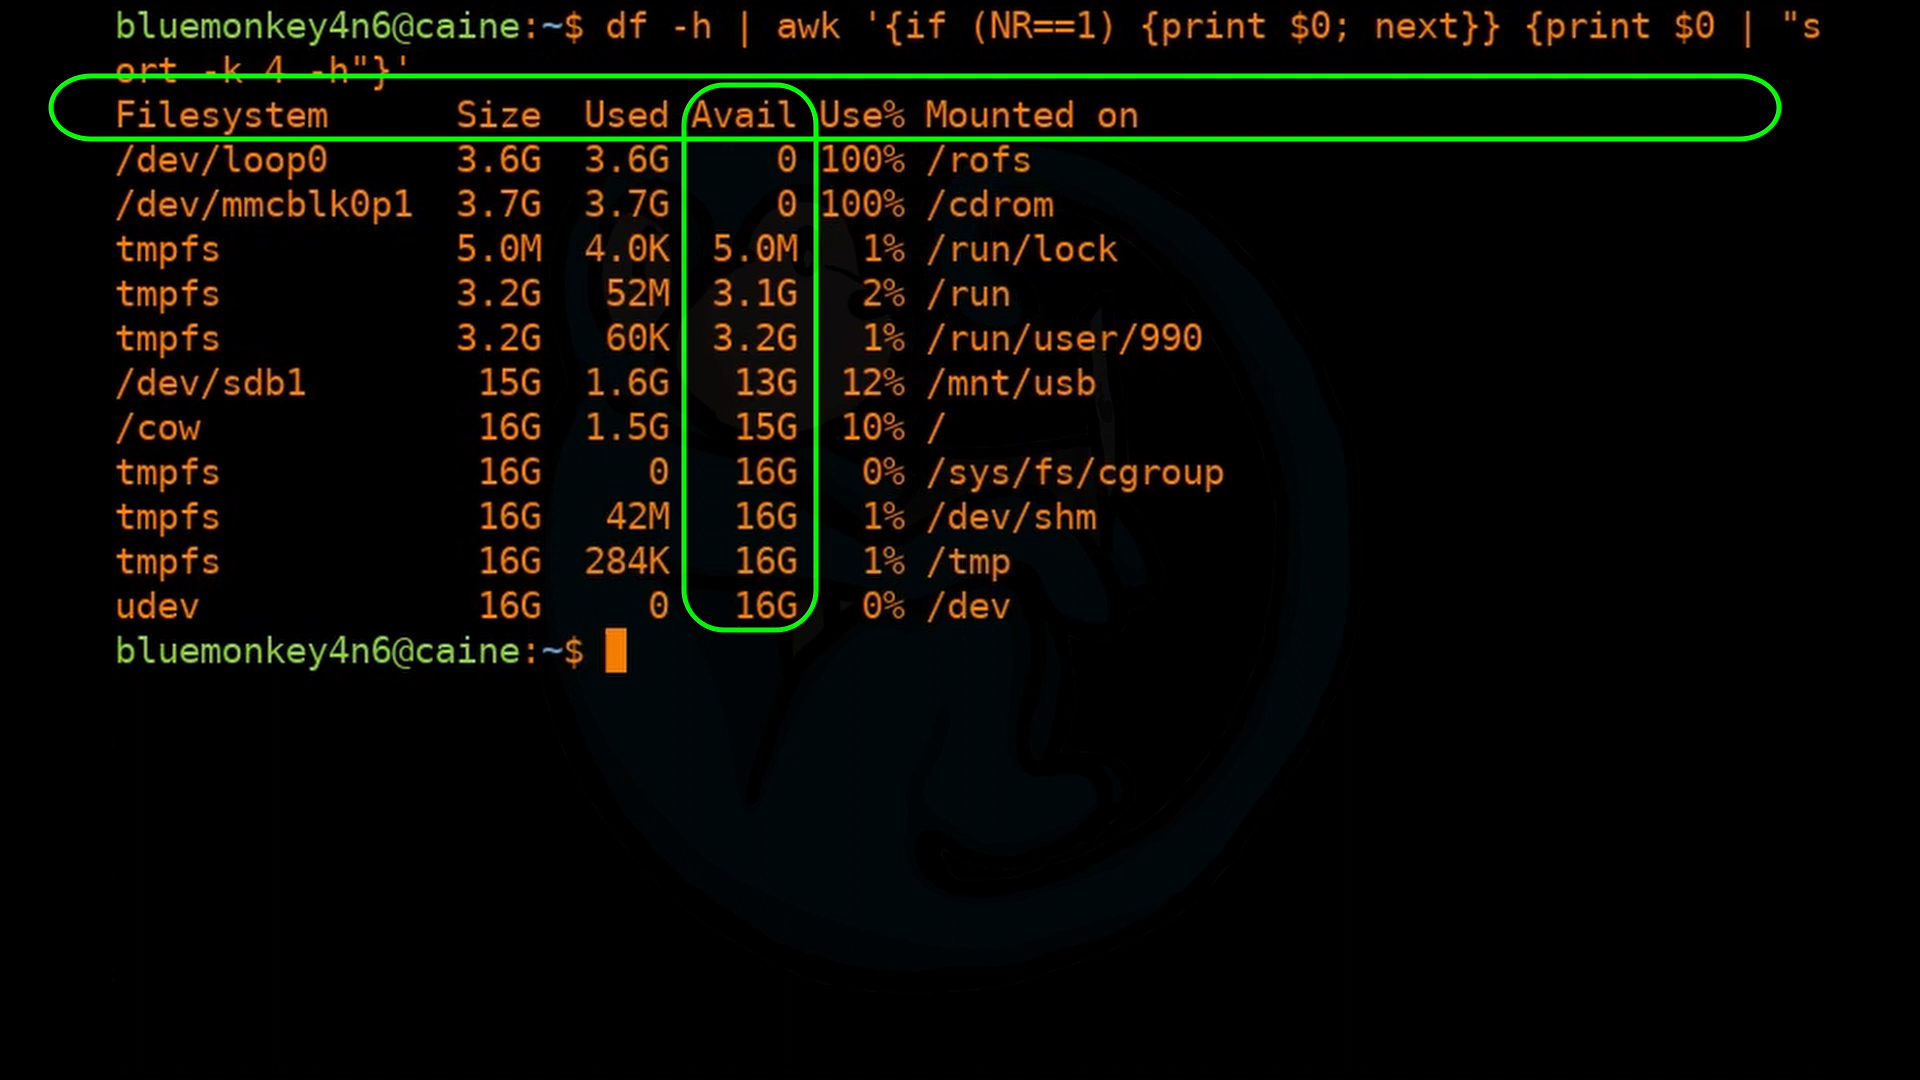 bluemonkey4n6@caine:~$ df -h | awk '{if (NR==1) {print $0; next}} {print $0 | "s
ort -k 4 -h"}'
Filesystem      Size  Used Avail Use% Mounted on
/dev/loop0      3.6G  3.6G     0 100% /rofs
/dev/mmcblk0p1  3.7G  3.7G     0 100% /cdrom
tmpfs           5.0M  4.0K  5.0M   1% /run/lock
tmpfs           3.2G   52M  3.1G   2% /run
tmpfs           3.2G   60K  3.2G   1% /run/user/990
/dev/sdb1        15G  1.6G   13G  12% /mnt/usb
/cow             16G  1.5G   15G  10% /
tmpfs            16G     0   16G   0% /sys/fs/cgroup
tmpfs            16G   42M   16G   1% /dev/shm
tmpfs            16G  284K   16G   1% /tmp
udev             16G     0   16G   0% /dev
bluemonkey4n6@caine:~$